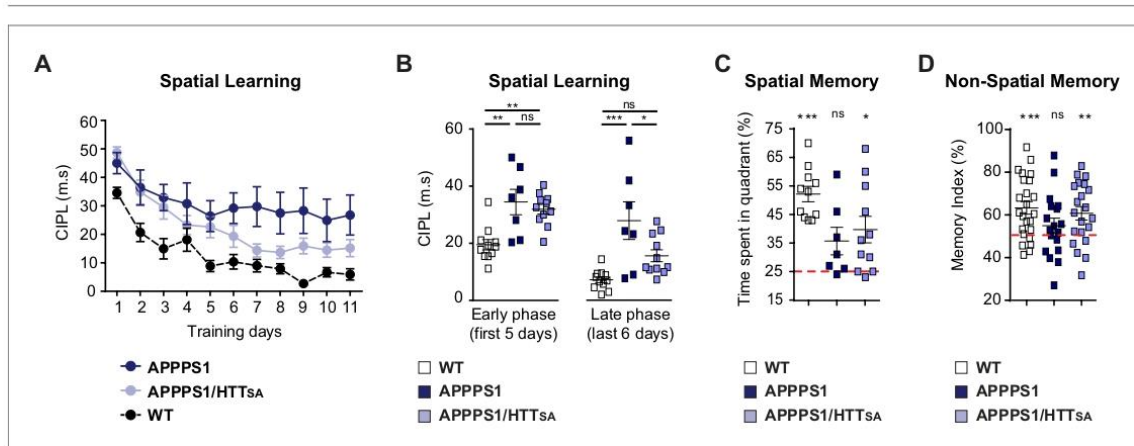 A
Spatial Learning
CIPL (m.s)
60
50
40
30
20
10
0
1 2 3 4 5 6 7 8 9 10 11
Training days
APPPS1
APPPS1/HTTSA
WT
B
Spatial Learning
** ns
** ns *** *
CIPL (m.s)
60
40
20
0
Early phase Late phase
(first 5 days) (last 6 days)
WT
APPPS1
APPPS1/HTTSA
C
Spatial Memory
*** ns *
Time spent in quadrant (%)
75
65
55
45
35
25
15
WT
APPPS1
APPPS1/HTTSA
D
Non-Spatial Memory
*** ns **
Memory Index (%)
100
80
60
40
20
WT
APPPS1
APPPS1/HTTSA